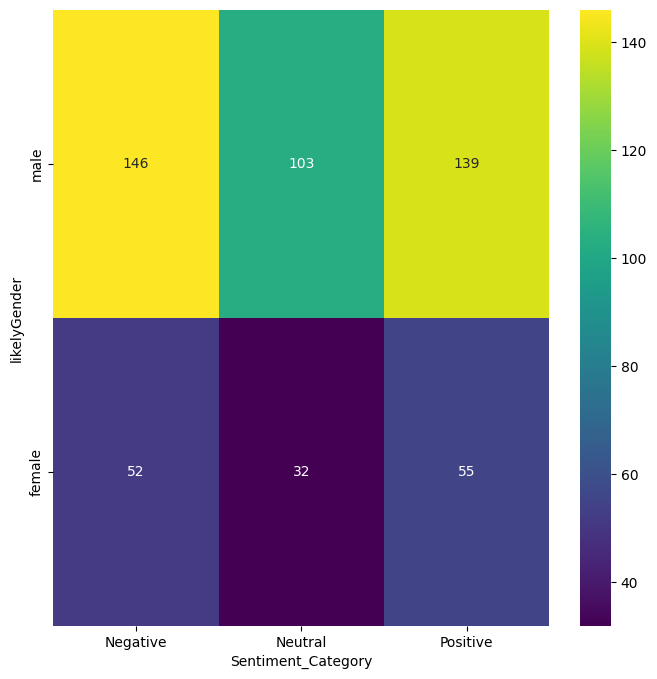 male
146
103
139
likelyGender
female
52
32
55
Negative
Neutral
Positive
Sentiment_Category
140
120
100
80
60
40